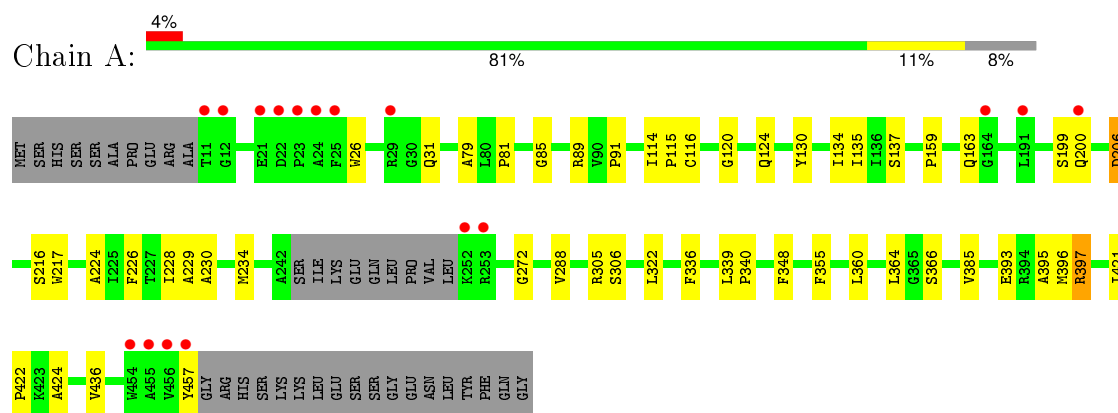 4%
Chain A:
81%
11%
8%
MET SER HIS SER SER ALA PRO GLU ARG ALA T11 G12 E21 D22 P23 A24 F25 W26 R29 G30 Q31 A79 L80 P81 G85 R89 V90 P91 I114 P115 C116 G120 Q124 Y130 I134 I135 I136 S137 P159 Q163 G164 L191 S199 Q200
S216 W217 A224 I225 F226 T227 I228 A229 A230 M234 A242 SER ILE LYS GLU GLN LEU PRO VAL LEU K252 R253 G272 V288 R305 S306 L322 F336 L339 P340 F348 F355 L360 L364 G365 S366 V385 E393 R394 A395 M396 R397
P422 K423 A424 V436 W454 A455 V456 Y457 GLY ARG HIS SER LYS LYS LEU GLU SER SER GLY GLU ASN LEU TYR PHE GLN GLY